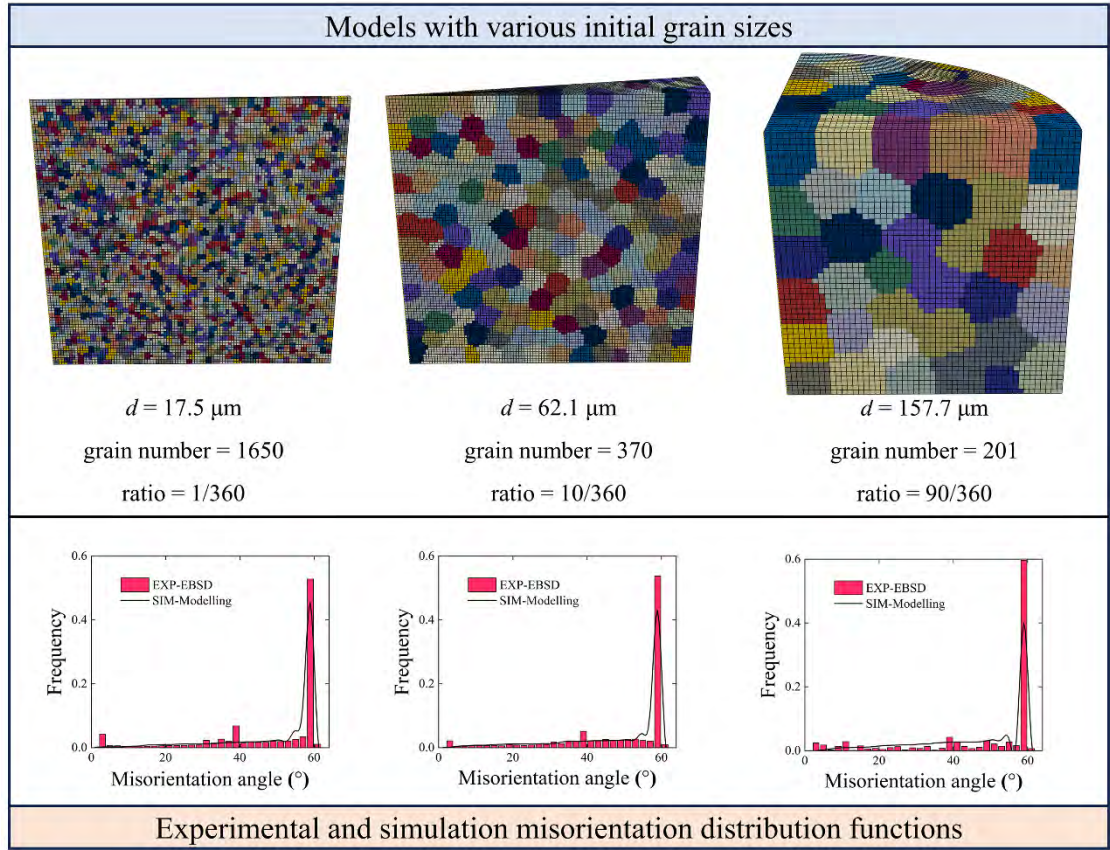 Models with various initial grain sizes
d = 17.5 μm
grain number = 1650
ratio = 1/360
d = 62.1 μm
grain number = 370
ratio = 10/360
d = 157.7 μm
grain number = 201
ratio = 90/360
0.6
0.4
0.2
0.0
Frequency
EXP-EBSD
SIM-Modelling
0
20
40
60
Misorientation angle (°)
0.6
0.4
0.2
0.0
Frequency
EXP-EBSD
SIM-Modelling
0
20
40
60
Misorientation angle (°)
0.6
0.4
0.2
0.0
Frequency
EXP-EBSD
SIM-Modelling
0
20
40
60
Misorientation angle (°)
Experimental and simulation misorientation distribution functions